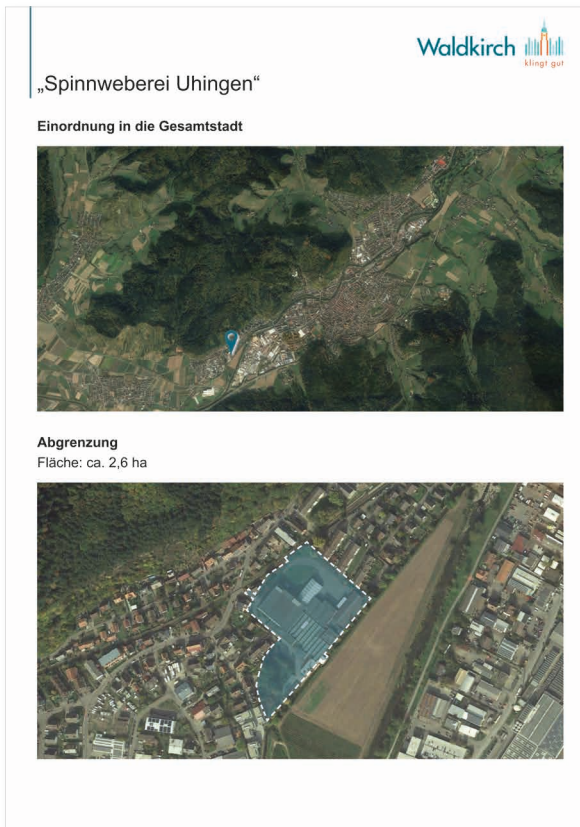 Waldkirch
klingt gut
„Spinnweberei Uhingen“
Einordnung in die Gesamtstadt
Abgrenzung
Fläche: ca. 2,6 ha